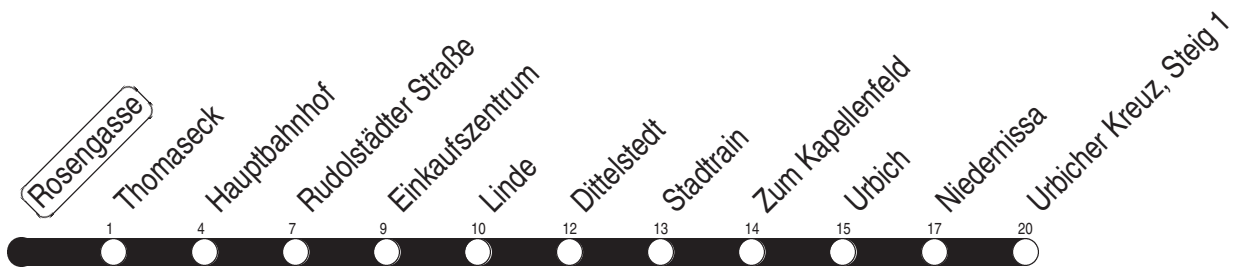 Rosengasse
Thomaseck
Hauptbahnhof
Rudolstädter Straße
Einkaufszentrum
Linde
Dittelstedt
Stadtrain
Zum Kapellenfeld
Urbich
Niedernissa
Urbicher Kreuz, Steig 1
1 4 7 9 10 12 13 14 15 17 20